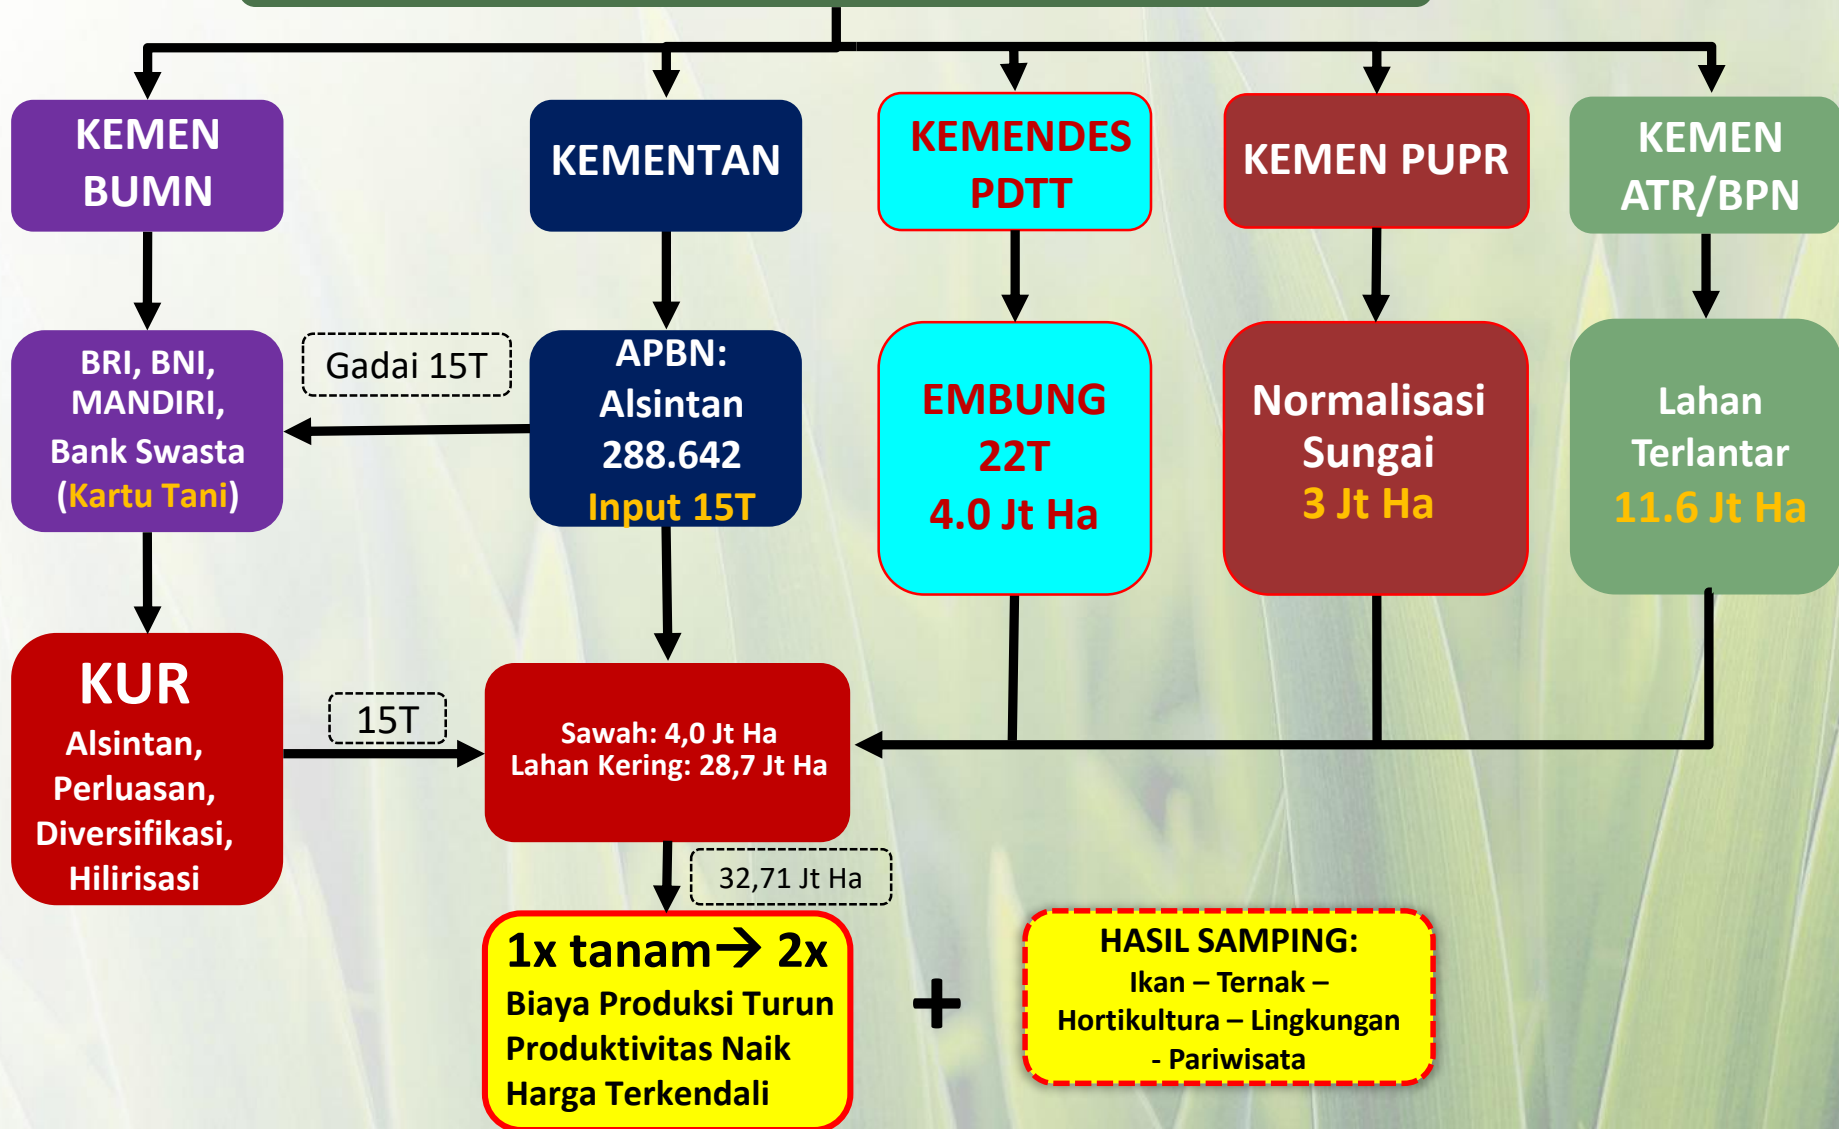 KEMEN
BUMN
KEMENTAN
KEMENDES
PDTT
KEMEN PUPR
KEMEN
ATR/BPN
BRI, BNI,
MANDIRI,
Bank Swasta
(Kartu Tani)
Gadai 15T
APBN:
Alsintan
288.642
Input 15T
EMBUNG
22T
4.0 Jt Ha
Normalisasi
Sungai
3 Jt Ha
Lahan
Terlantar
11.6 Jt Ha
KUR
Alsintan,
Perluasan,
Diversifikasi,
Hilirisasi
15T
Sawah: 4,0 Jt Ha
Lahan Kering: 28,7 Jt Ha
32,71 Jt Ha
1x tanam→ 2x
Biaya Produksi Turun
Produktivitas Naik
Harga Terkendali
+
HASIL SAMPING:
Ikan – Ternak –
Hortikultura – Lingkungan
- Pariwisata